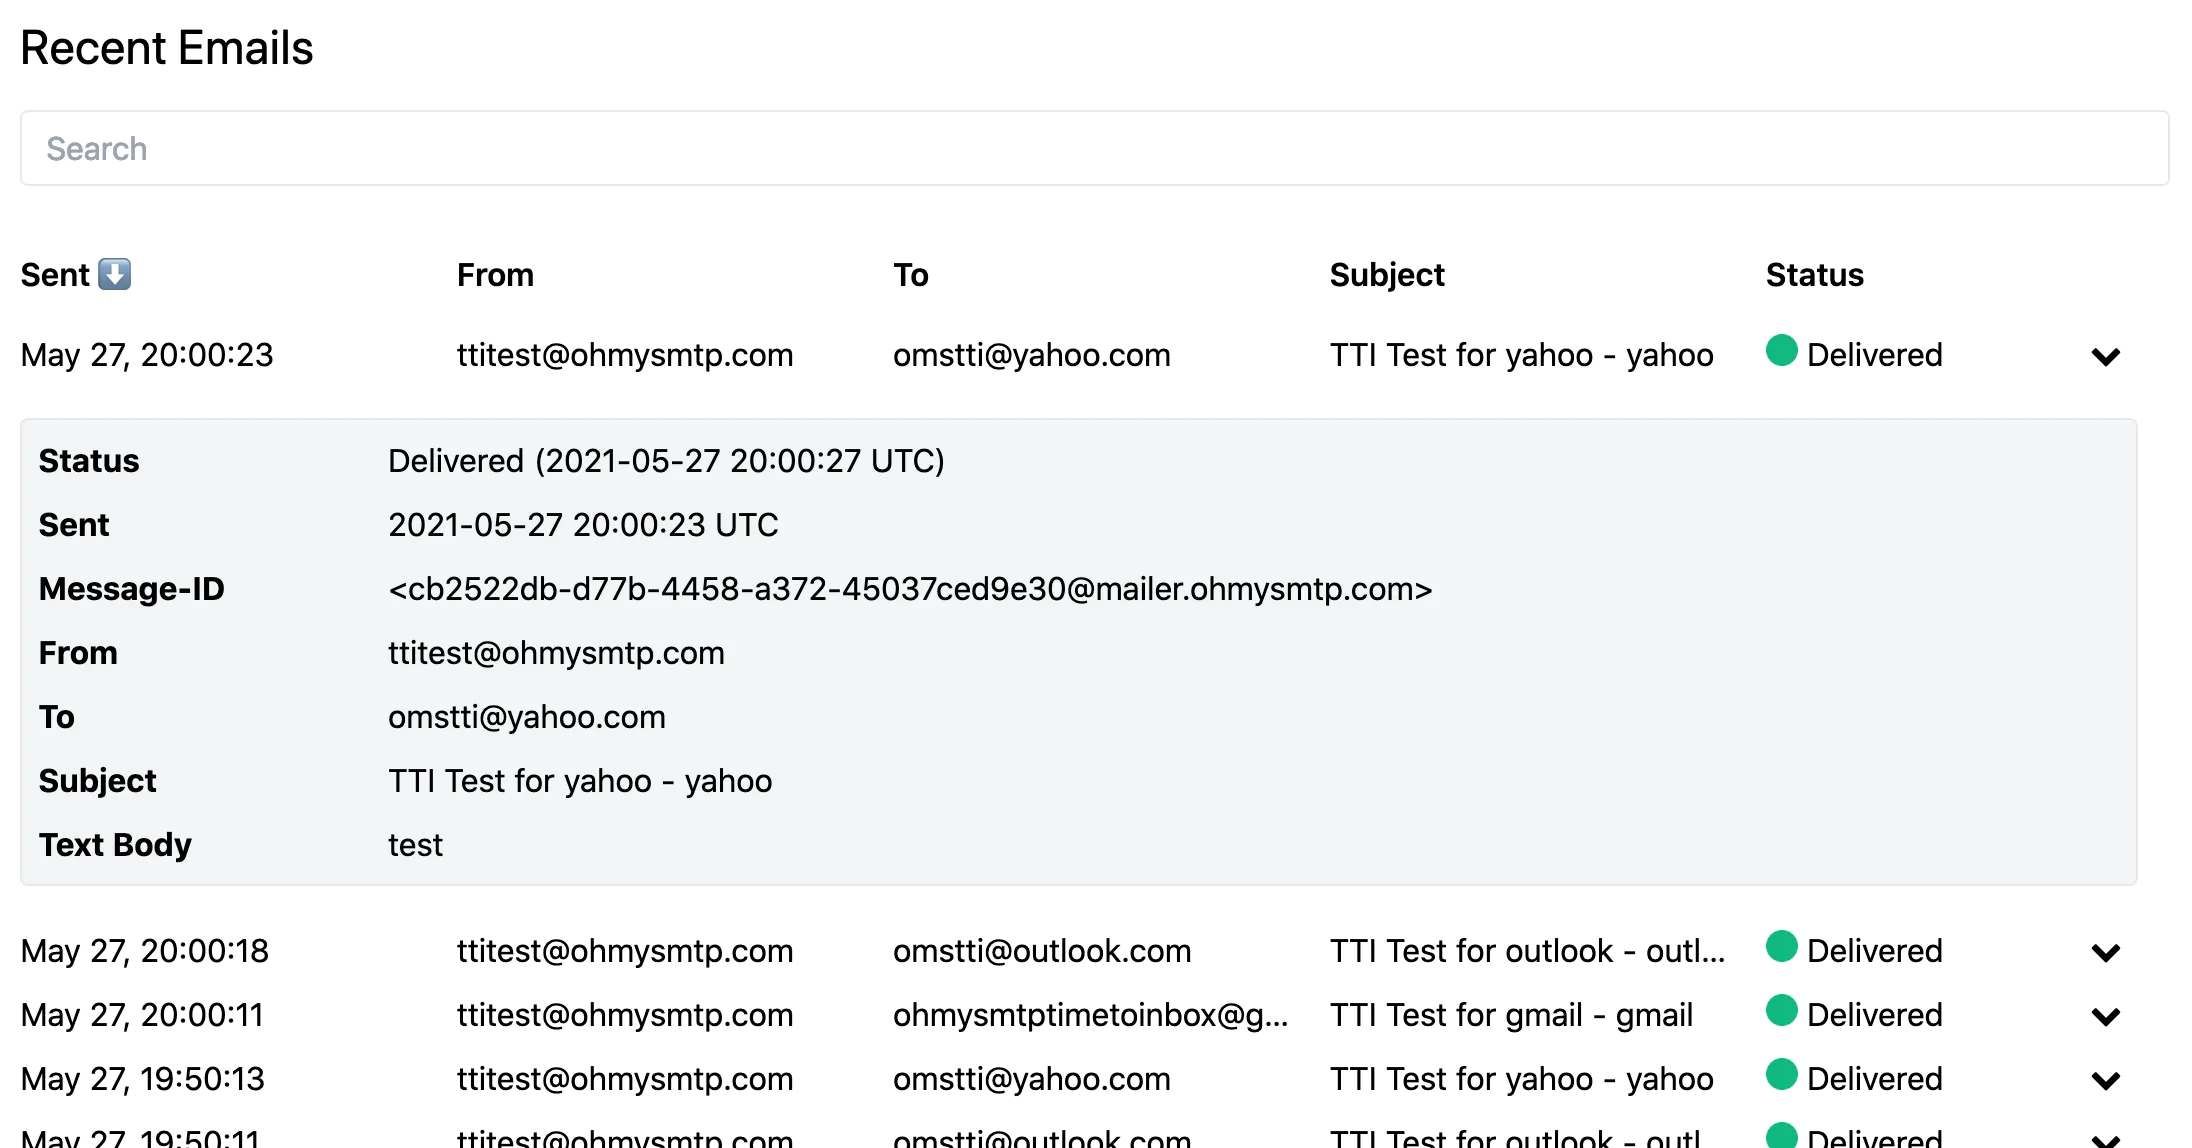 Recent Emails
Search
Sent ⬇️ From To Subject Status
May 27, 20:00:23 ttitest@ohmysmtp.com omstti@yahoo.com TTI Test for yahoo - yahoo Delivered
Status Delivered (2021-05-27 20:00:27 UTC)
Sent 2021-05-27 20:00:23 UTC
Message-ID <cb2522db-d77b-4458-a372-45037ced9e30@mailer.ohmysmtp.com>
From ttitest@ohmysmtp.com
To omstti@yahoo.com
Subject TTI Test for yahoo - yahoo
Text Body test
May 27, 20:00:18 ttitest@ohmysmtp.com omstti@outlook.com TTI Test for outlook - outl... Delivered
May 27, 20:00:11 ttitest@ohmysmtp.com ohmysmtptimetoinbox@g... TTI Test for gmail - gmail Delivered
May 27, 19:50:13 ttitest@ohmysmtp.com omstti@yahoo.com TTI Test for yahoo - yahoo Delivered
May 27, 19:50:11 ttitest@ohmysmtp.com omstti@outlook.com TTI Test for outlook - outl... Delivered